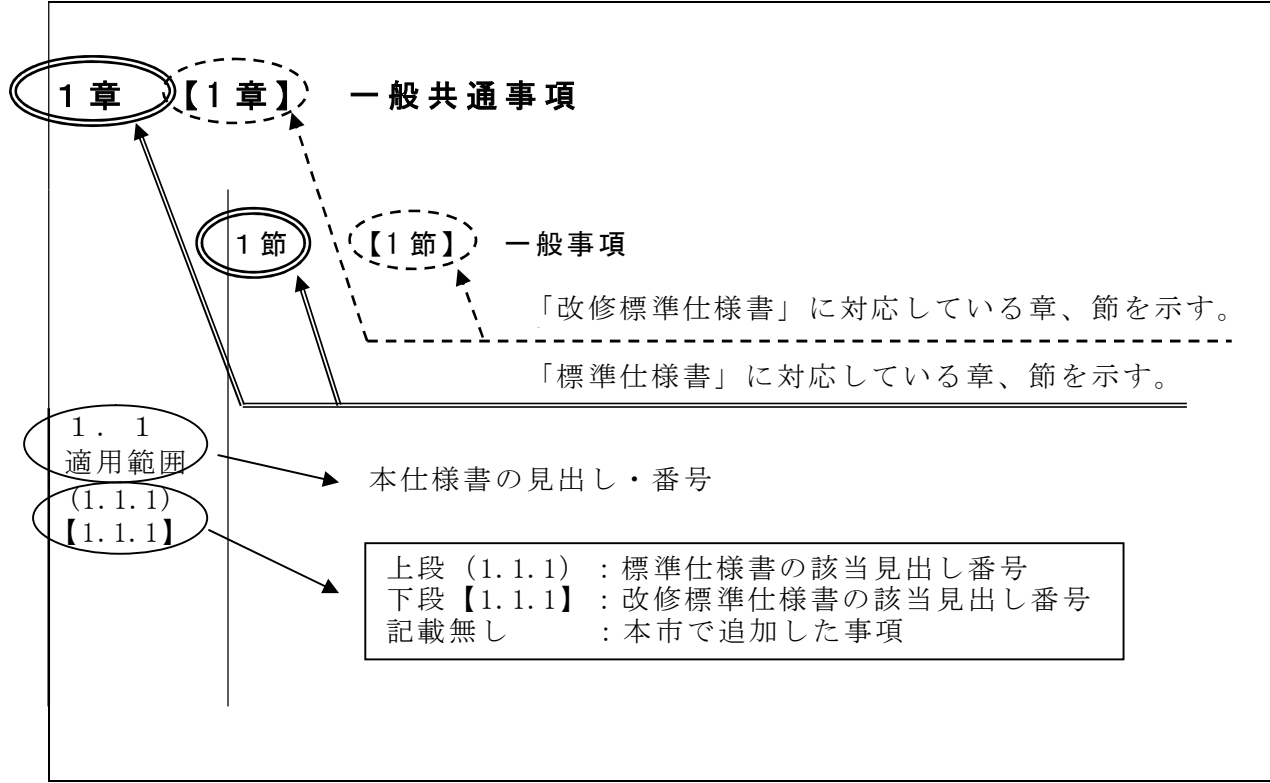 1章 【1章】 一般共通事項
1節 【1節】 一般事項
「改修標準仕様書」に対応している章、節を示す。
「標準仕様書」に対応している章、節を示す。
1. 1
適用範囲
(1.1.1)
【1.1.1】
本仕様書の見出し・番号
上段(1.1.1) :標準仕様書の該当見出し番号
下段【1.1.1】:改修標準仕様書の該当見出し番号
記載無し :本市で追加した事項